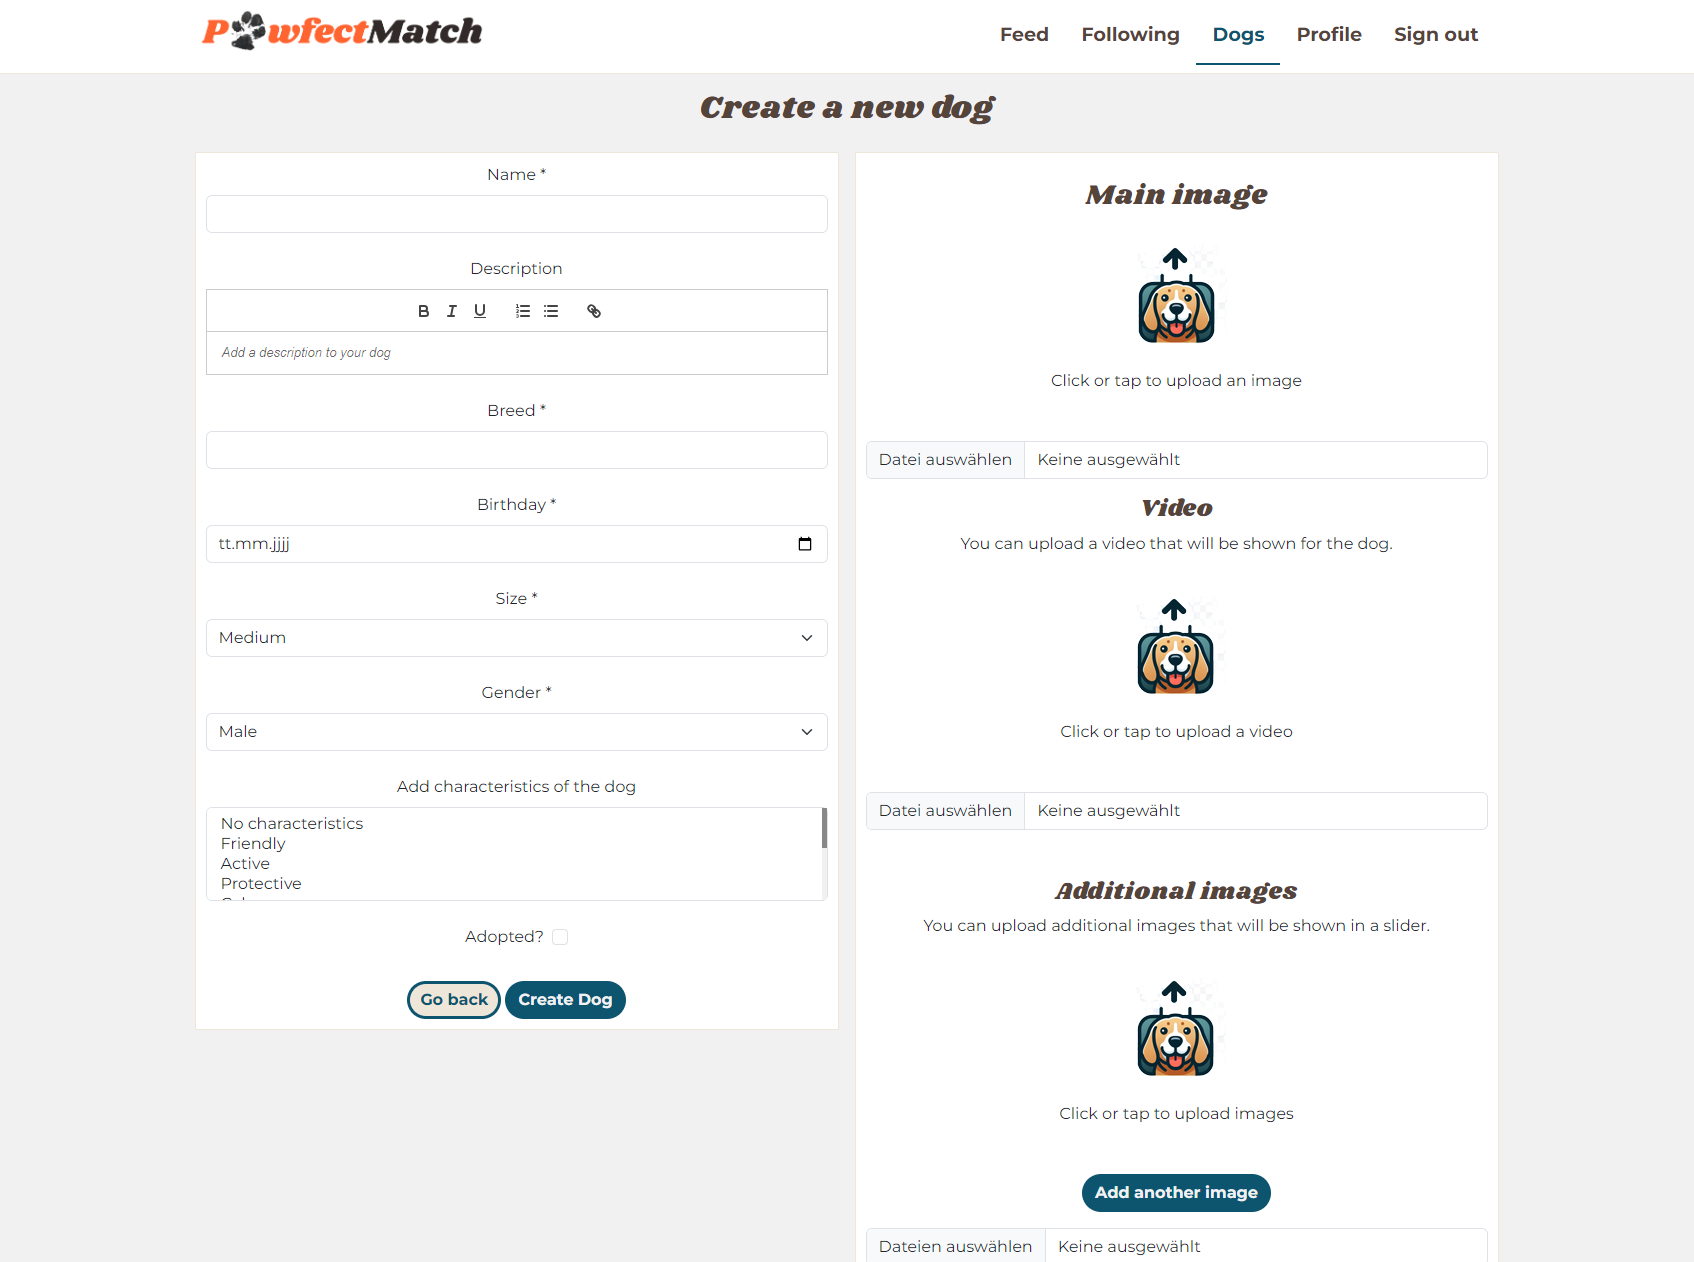 PawfectMatch
Feed Following Dogs Profile Sign out
Create a new dog
Name *
Description
B I U
Add a description to your dog
Breed *
Birthday *
tt.mm.jjjj
Size *
Medium
Gender *
Male
Add characteristics of the dog
No characteristics
Friendly
Active
Protective
Adopted?
Go back Create Dog
Main image
Click or tap to upload an image
Datei auswählen Keine ausgewählt
Video
You can upload a video that will be shown for the dog.
Click or tap to upload a video
Datei auswählen Keine ausgewählt
Additional images
You can upload additional images that will be shown in a slider.
Click or tap to upload images
Add another image
Dateien auswählen Keine ausgewählt